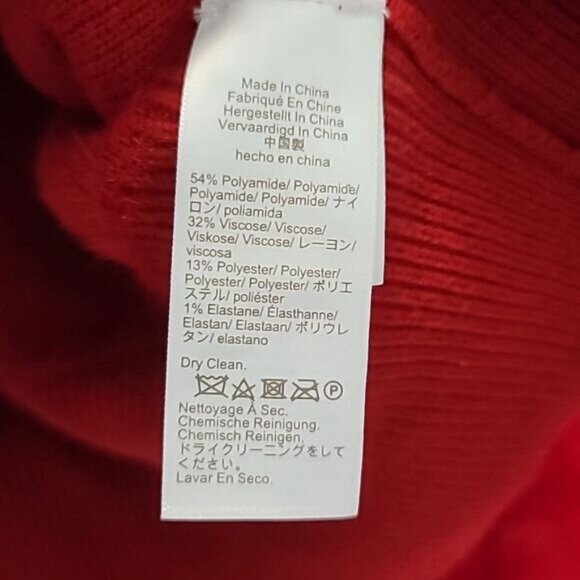 Made In China
Fabriqué En Chine
Hergestellt In China
Vervaardigd In China
中国製
hecho en china
54% Polyamide/ Polyamide/
Polyamide/ Polyamide/ ナイ
ロン/ poliamida
32% Viscose/ Viscose/
Viskose/ Viscose/ レーヨン/
viscosa
13% Polyester/ Polyester/
Polyester/ Polyester/ ポリエ
ステル/ poliéster
1% Elastane/ Élasthanne/
Elastan/ Elastaan/ ポリウレ
タン/ elastano
Dry Clean.
P
Nettoyage À Sec.
Chemische Reinigung.
Chemisch Reinigen.
ドライクリーニングをして
ください。
Lavar En Seco.